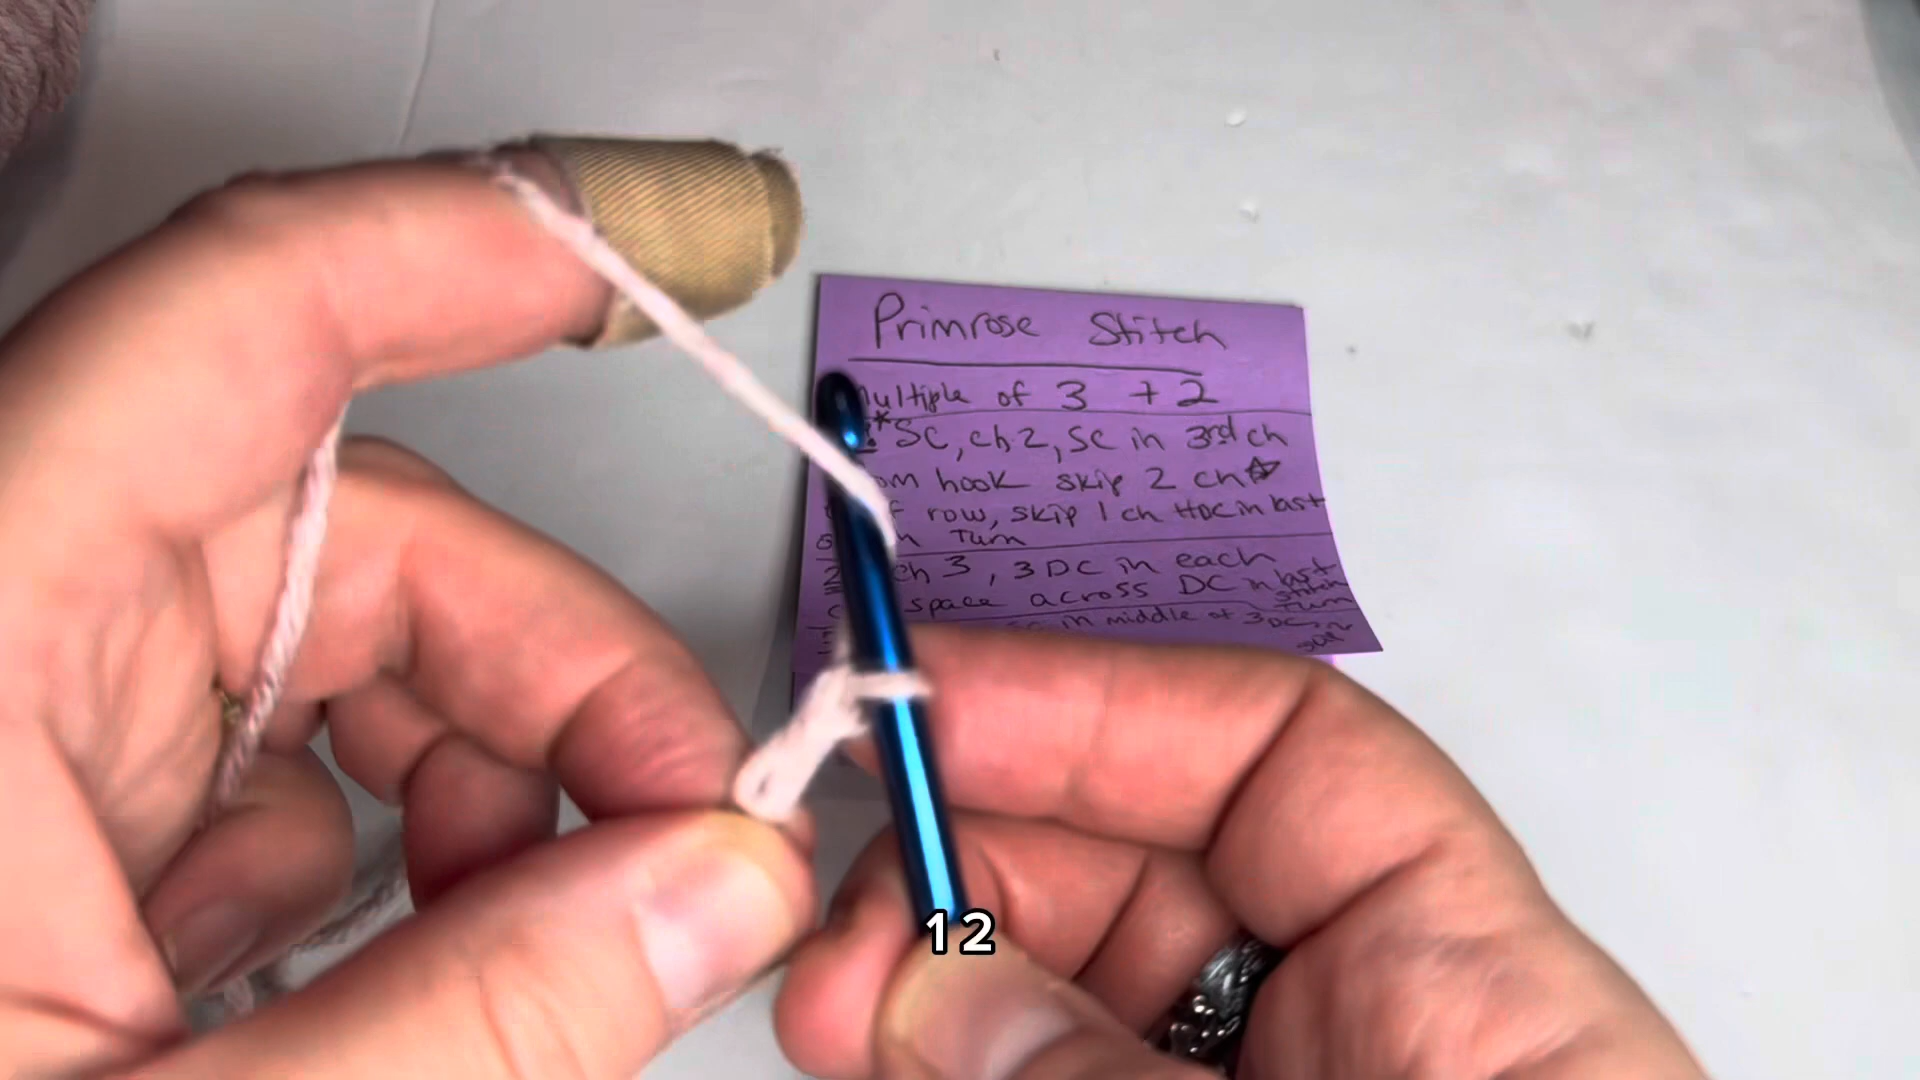 Primrose Stitch
Multiple of 3 + 2
*SC, ch 2, SC in 3rd ch
hook skip 2 ch☆
row, skip 1 ch HDC in last
Turn
ch 3, 3 DC in each
space across DC in last stitch Turn
in middle of 3 DC
12